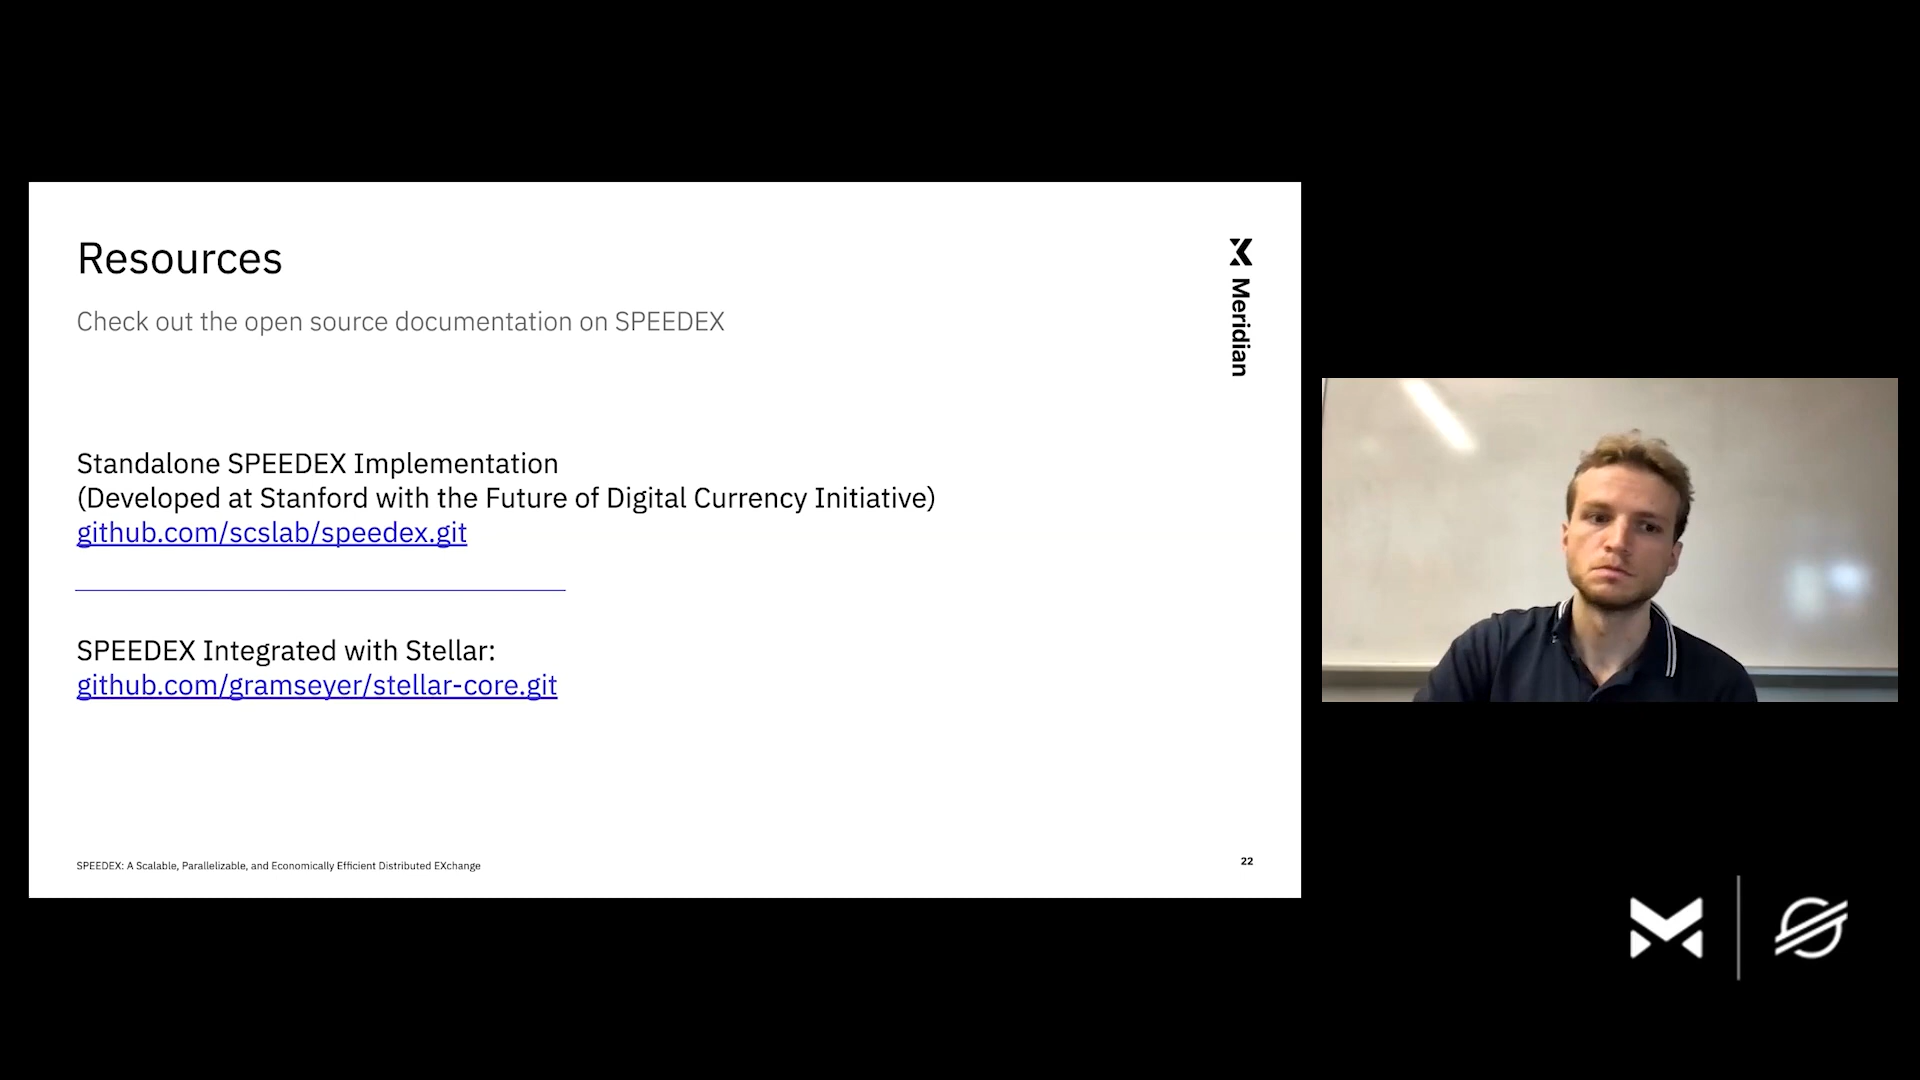 Resources
Check out the open source documentation on SPEEDEX
Meridian
Standalone SPEEDEX Implementation
(Developed at Stanford with the Future of Digital Currency Initiative)
github.com/scslab/speedex.git
SPEEDEX Integrated with Stellar:
github.com/gramseyer/stellar-core.git
SPEEDEX: A Scalable, Parallelizable, and Economically Efficient Distributed EXchange
22